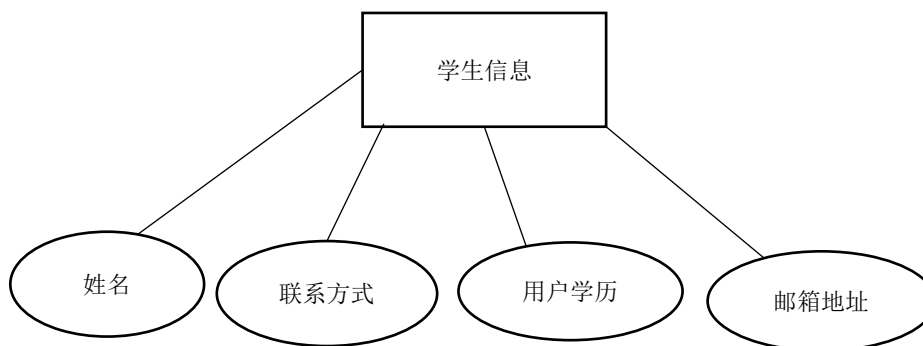 学生信息
姓名
联系方式
用户学历
邮箱地址